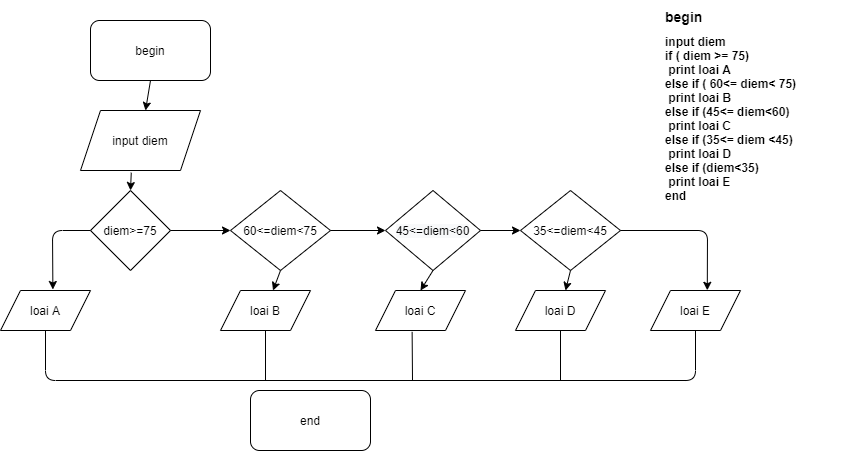 begin
input diem
diem>=75
60<=diem<75
45<=diem<60
35<=diem<45
loai A
loai B
loai C
loai D
loai E
end
begin
input diem
if ( diem >= 75)
print loai A
else if ( 60<= diem< 75)
print loai B
else if (45<= diem<60)
print loai C
else if (35<= diem <45)
print loai D
else if (diem<35)
print loai E
end